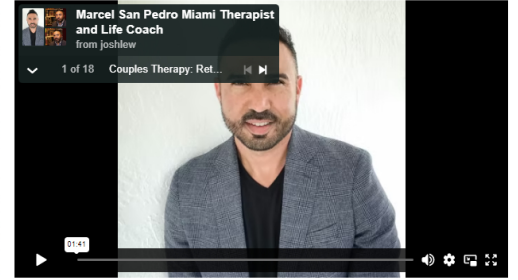 Marcel San Pedro Miami Therapist
and Life Coach
from joshlew
1 of 18 Couples Therapy: Ret...
01:41